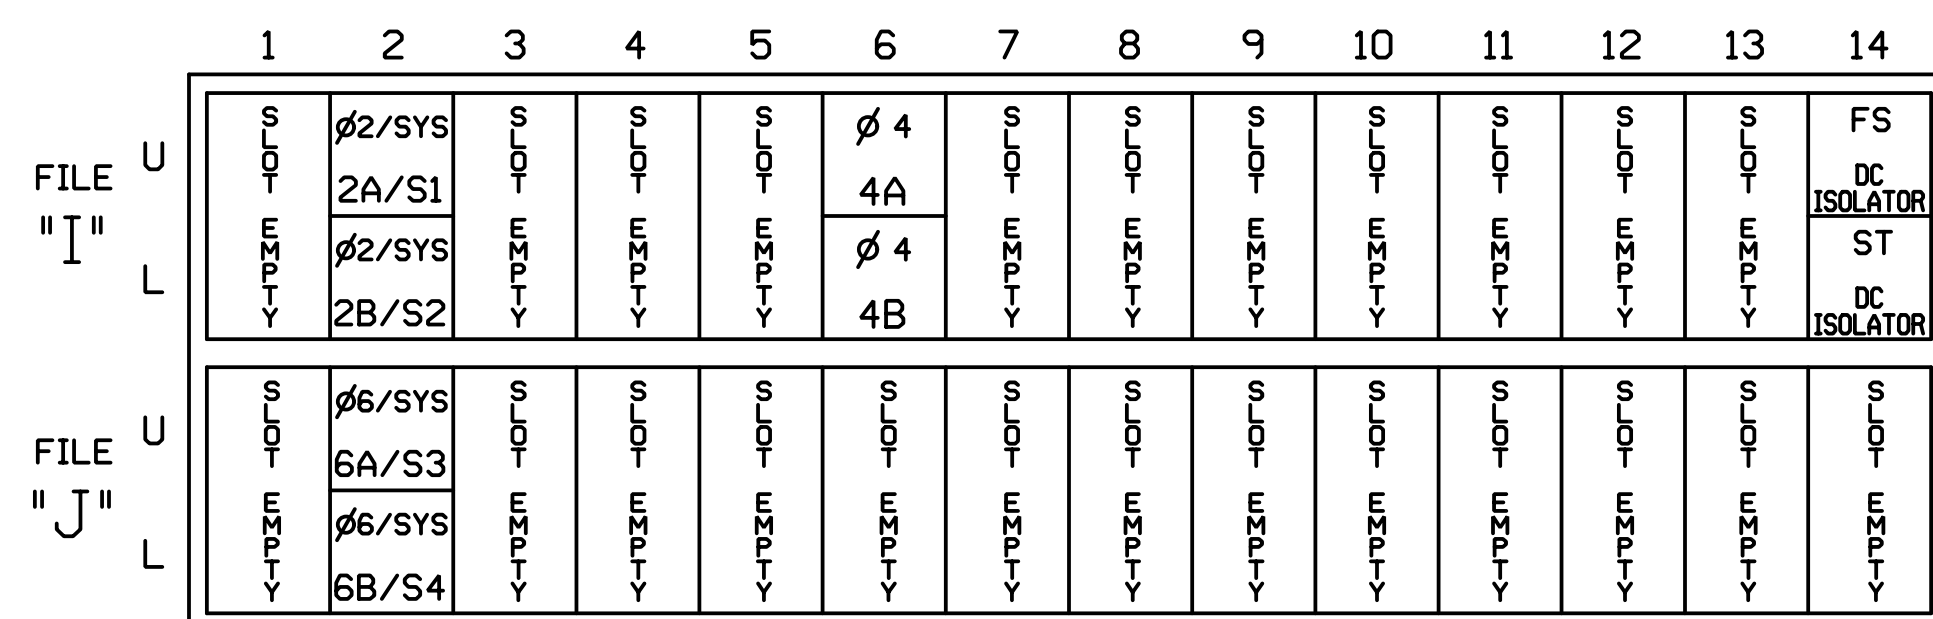 1 2 3 4 5 6 7 8 9 10 11 12 13 14
FILE "I"
U
L
SLOT EMPTY
Ø2/SYS
2A/S1
Ø2/SYS
2B/S2
SLOT EMPTY
SLOT EMPTY
SLOT EMPTY
Ø 4
4A
Ø 4
4B
SLOT EMPTY
SLOT EMPTY
SLOT EMPTY
SLOT EMPTY
SLOT EMPTY
SLOT EMPTY
SLOT EMPTY
FS
DC
ISOLATOR
ST
DC
ISOLATOR
FILE "J"
U
L
SLOT EMPTY
Ø6/SYS
6A/S3
Ø6/SYS
6B/S4
SLOT EMPTY
SLOT EMPTY
SLOT EMPTY
SLOT EMPTY
SLOT EMPTY
SLOT EMPTY
SLOT EMPTY
SLOT EMPTY
SLOT EMPTY
SLOT EMPTY
SLOT EMPTY
SLOT EMPTY